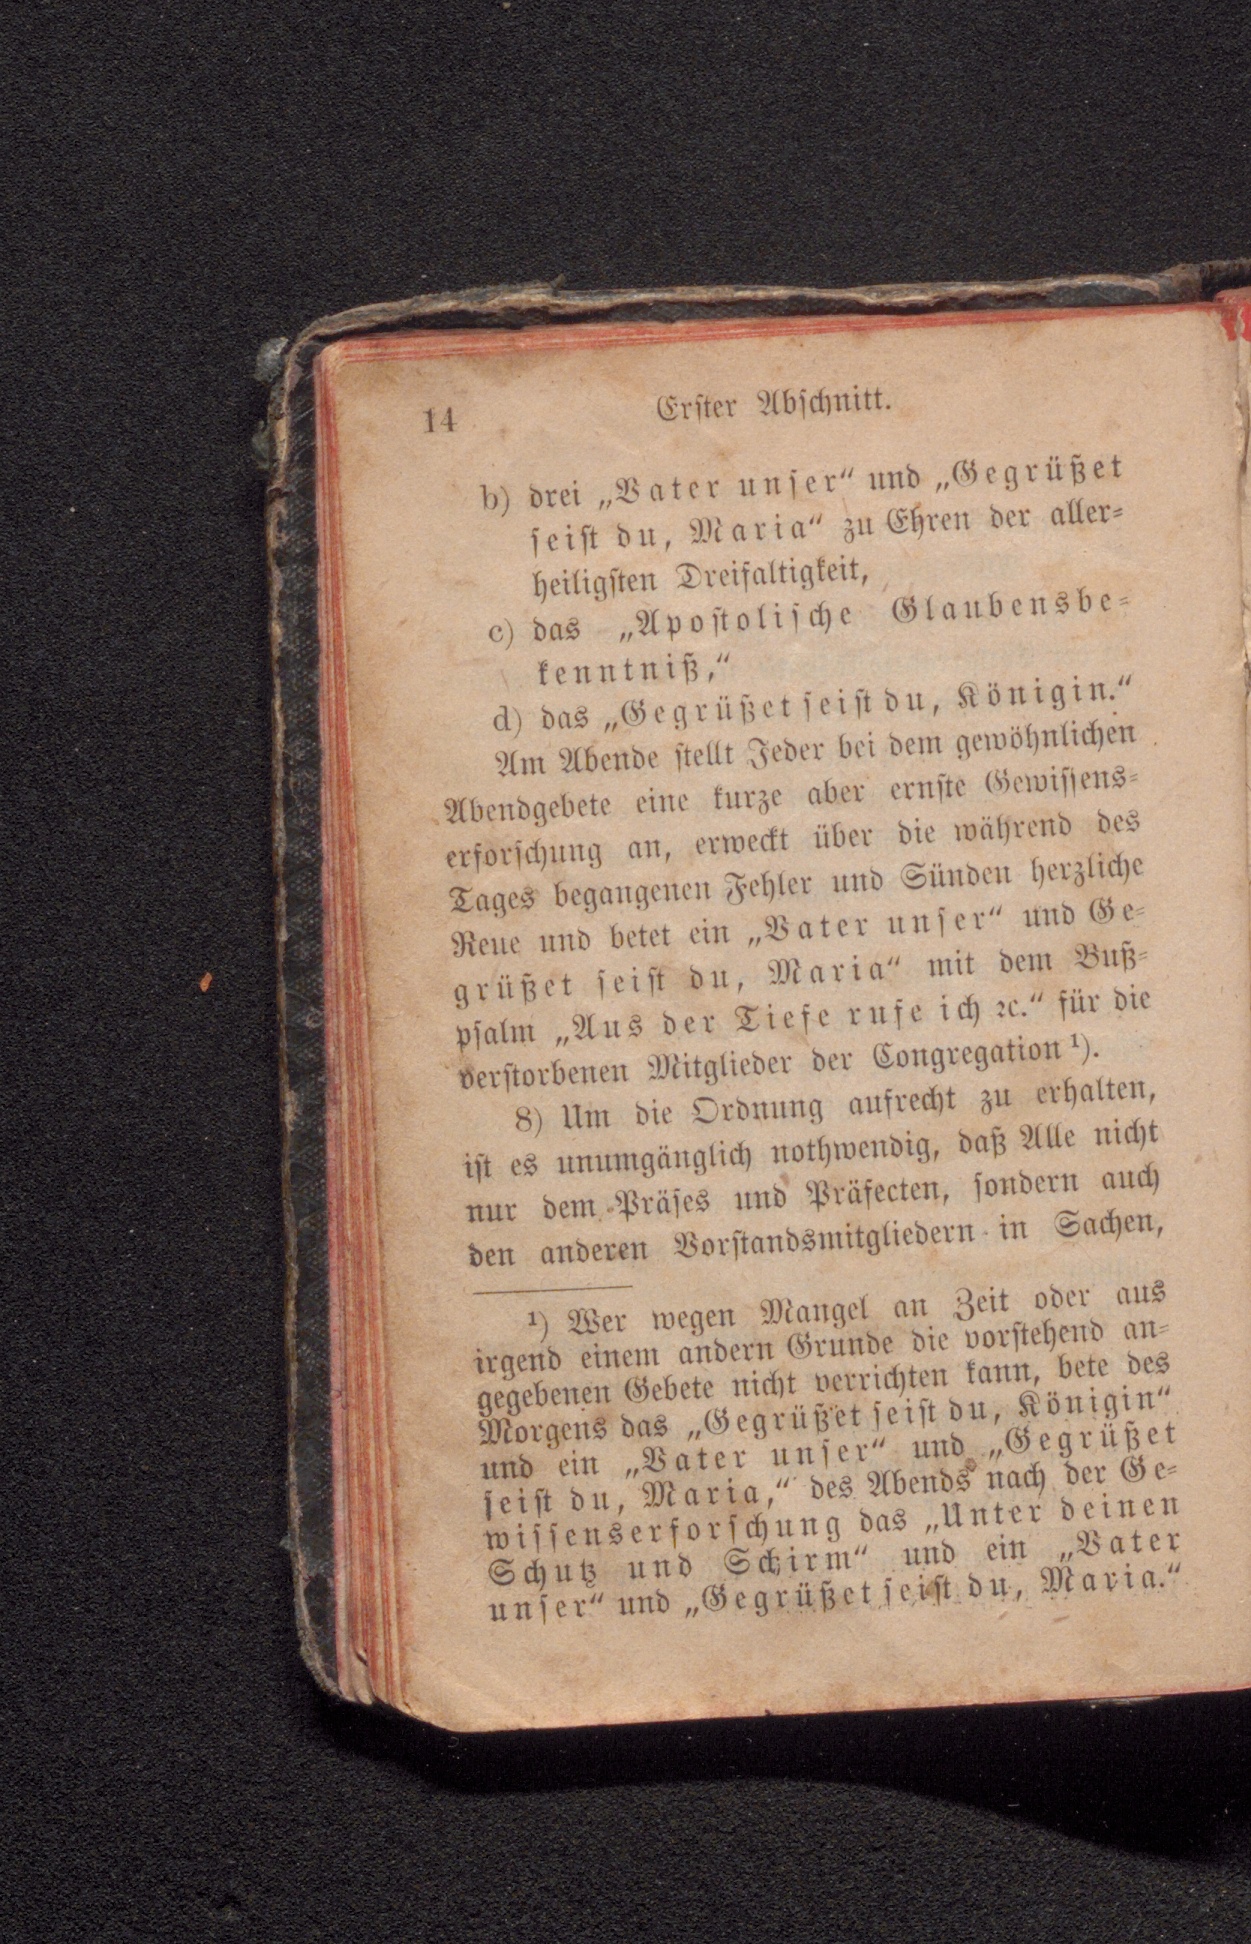 14
Erster Abschnitt.
b) drei „Vater unser“ und „Gegrüßet
seist du, Maria“ zu Ehren der aller-
heiligsten Dreifaltigkeit,
c) das „Apostolische Glaubensbe-
kenntniß,“
d) das „Gegrüßet seist du, Königin.“
Am Abende stellt Jeder bei dem gewöhnlichen
Abendgebete eine kurze aber ernste Gewissens-
erforschung an, erweckt über die während des
Tages begangenen Fehler und Sünden herzliche
Reue und betet ein „Vater unser“ und Ge-
grüßet seist du, Maria“ mit dem Buß-
psalm „Aus der Tiefe rufe ich ꝛc.“ für die
verstorbenen Mitglieder der Congregation ¹).
8) Um die Ordnung aufrecht zu erhalten,
ist es unumgänglich nothwendig, daß Alle nicht
nur dem Präses und Präfecten, sondern auch
den anderen Vorstandsmitgliedern in Sachen,
¹) Wer wegen Mangel an Zeit oder aus
irgend einem andern Grunde die vorstehend an-
gegebenen Gebete nicht verrichten kann, bete des
Morgens das „Gegrüßet seist du, Königin“
und ein „Vater unser“ und „Gegrüßet
seist du, Maria,“ des Abends nach der Ge-
wissenserforschung das „Unter deinen
Schutz und Schirm“ und ein „Vater
unser“ und „Gegrüßet seist du, Maria.“